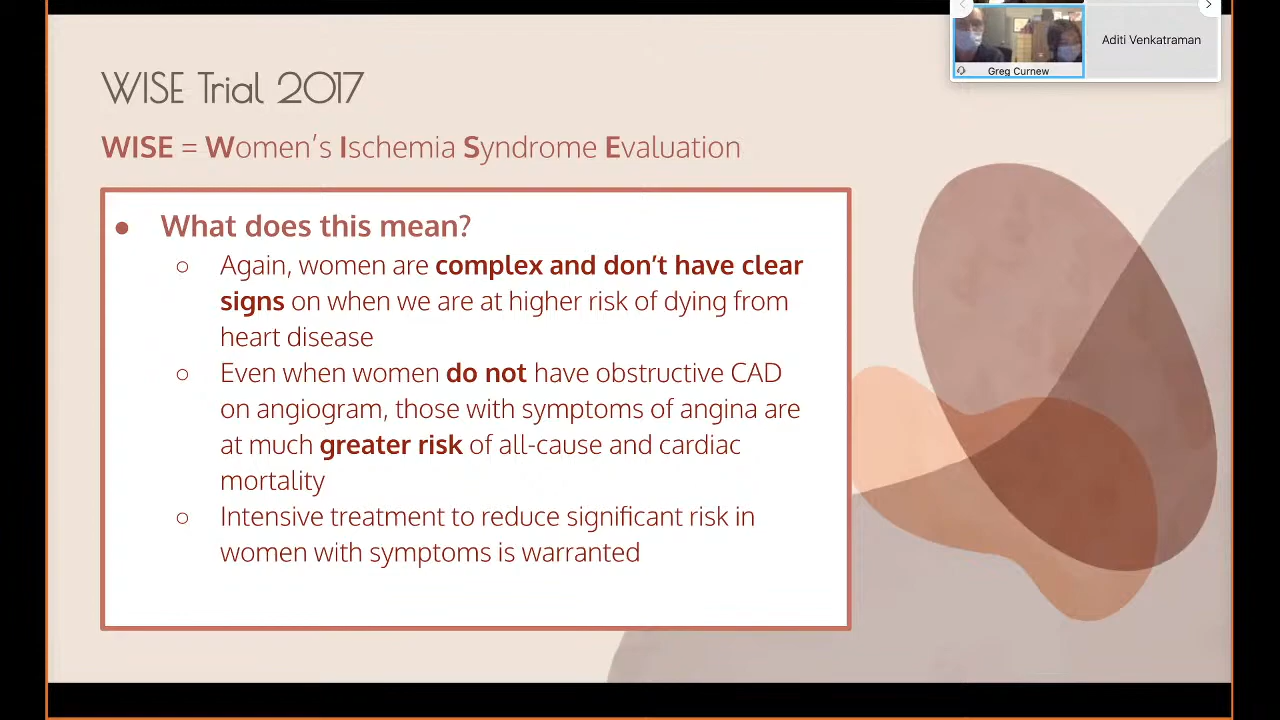 WISE Trial 2017
WISE = Women's Ischemia Syndrome Evaluation
● What does this mean?
○ Again, women are complex and don't have clear
signs on when we are at higher risk of dying from
heart disease
○ Even when women do not have obstructive CAD
on angiogram, those with symptoms of angina are
at much greater risk of all-cause and cardiac
mortality
○ Intensive treatment to reduce significant risk in
women with symptoms is warranted
Greg Curnew
Aditi Venkatraman